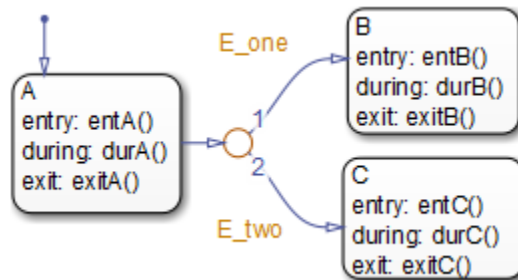 E_one
B
entry: entB()
during: durB()
exit: exitB()
A
entry: entA()
during: durA()
exit: exitA()
1
2
E_two
C
entry: entC()
during: durC()
exit: exitC()